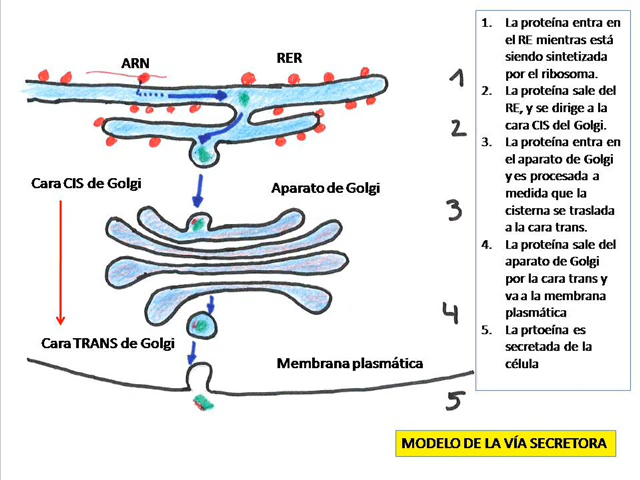 ARN
RER
Cara CIS de Golgi
Aparato de Golgi
Cara TRANS de Golgi
Membrana plasmática
1
2
3
4
5
1. La proteína entra en
el RE mientras está
siendo sintetizada
por el ribosoma.
2. La proteína sale del
RE, y se dirige a la
cara CIS del Golgi.
3. La proteína entra en
el aparato de Golgi
y es procesada a
medida que la
cisterna se traslada
a la cara trans.
4. La proteína sale del
aparato de Golgi
por la cara trans y
va a la membrana
plasmática
5. La prtoeína es
secretada de la
célula
MODELO DE LA VÍA SECRETORA